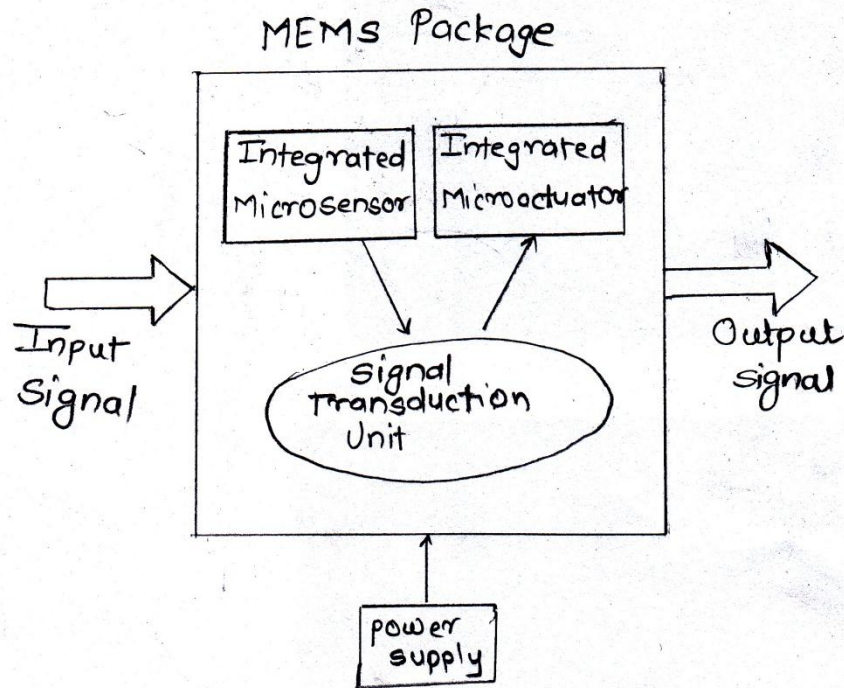 MEMS Package
Integrated
Microsensor
Integrated
Microactuator
Input
Signal
Signal
Transduction
Unit
Output
signal
power
supply